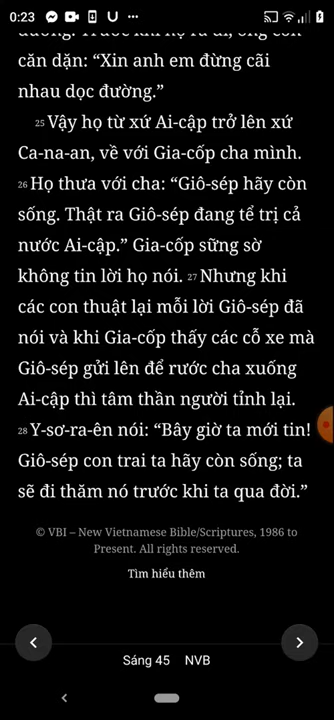 0:23
căn dặn: “Xin anh em đừng cãi
nhau dọc đường.”
25 Vậy họ từ xứ Ai-cập trở lên xứ
Ca-na-an, về với Gia-cốp cha mình.
26 Họ thưa với cha: “Giô-sép hãy còn
sống. Thật ra Giô-sép đang tể trị cả
nước Ai-cập.” Gia-cốp sững sờ
không tin lời họ nói. 27 Nhưng khi
các con thuật lại mỗi lời Giô-sép đã
nói và khi Gia-cốp thấy các cỗ xe mà
Giô-sép gửi lên để rước cha xuống
Ai-cập thì tâm thần người tỉnh lại.
28 Y-sơ-ra-ên nói: “Bây giờ ta mới tin!
Giô-sép con trai ta hãy còn sống; ta
sẽ đi thăm nó trước khi ta qua đời.”
© VBI – New Vietnamese Bible/Scriptures, 1986 to
Present. All rights reserved.
Tìm hiểu thêm
Sáng 45 NVB